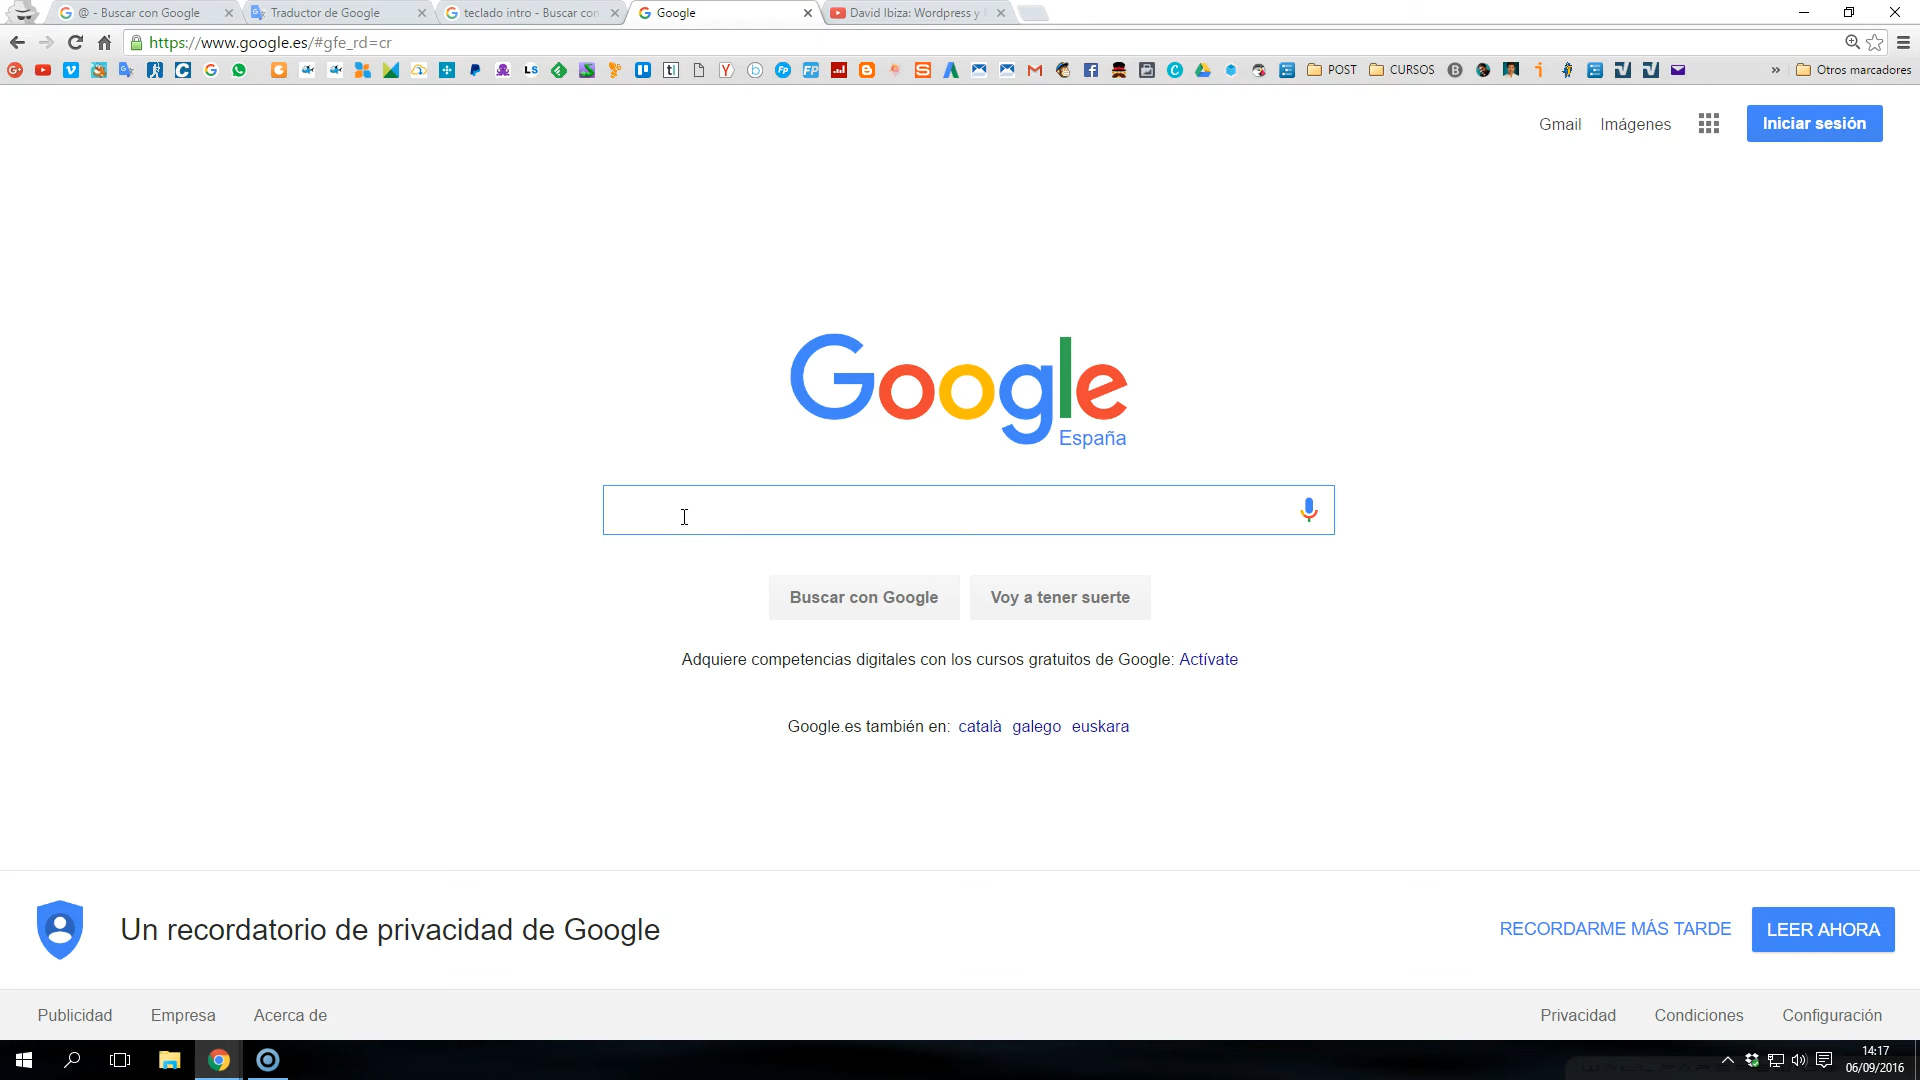 @ - Buscar con Google
Traductor de Google
teclado intro - Buscar con
Google
David Ibiza: Wordpress y
https://www.google.es/#gfe_rd=cr
POST
CURSOS
Otros marcadores
Gmail
Imágenes
Iniciar sesión
Google
España
Buscar con Google
Voy a tener suerte
Adquiere competencias digitales con los cursos gratuitos de Google: Actívate
Google.es también en: català galego euskara
Un recordatorio de privacidad de Google
RECORDARME MÁS TARDE
LEER AHORA
Publicidad
Empresa
Acerca de
Privacidad
Condiciones
Configuración
14:17
06/09/2016